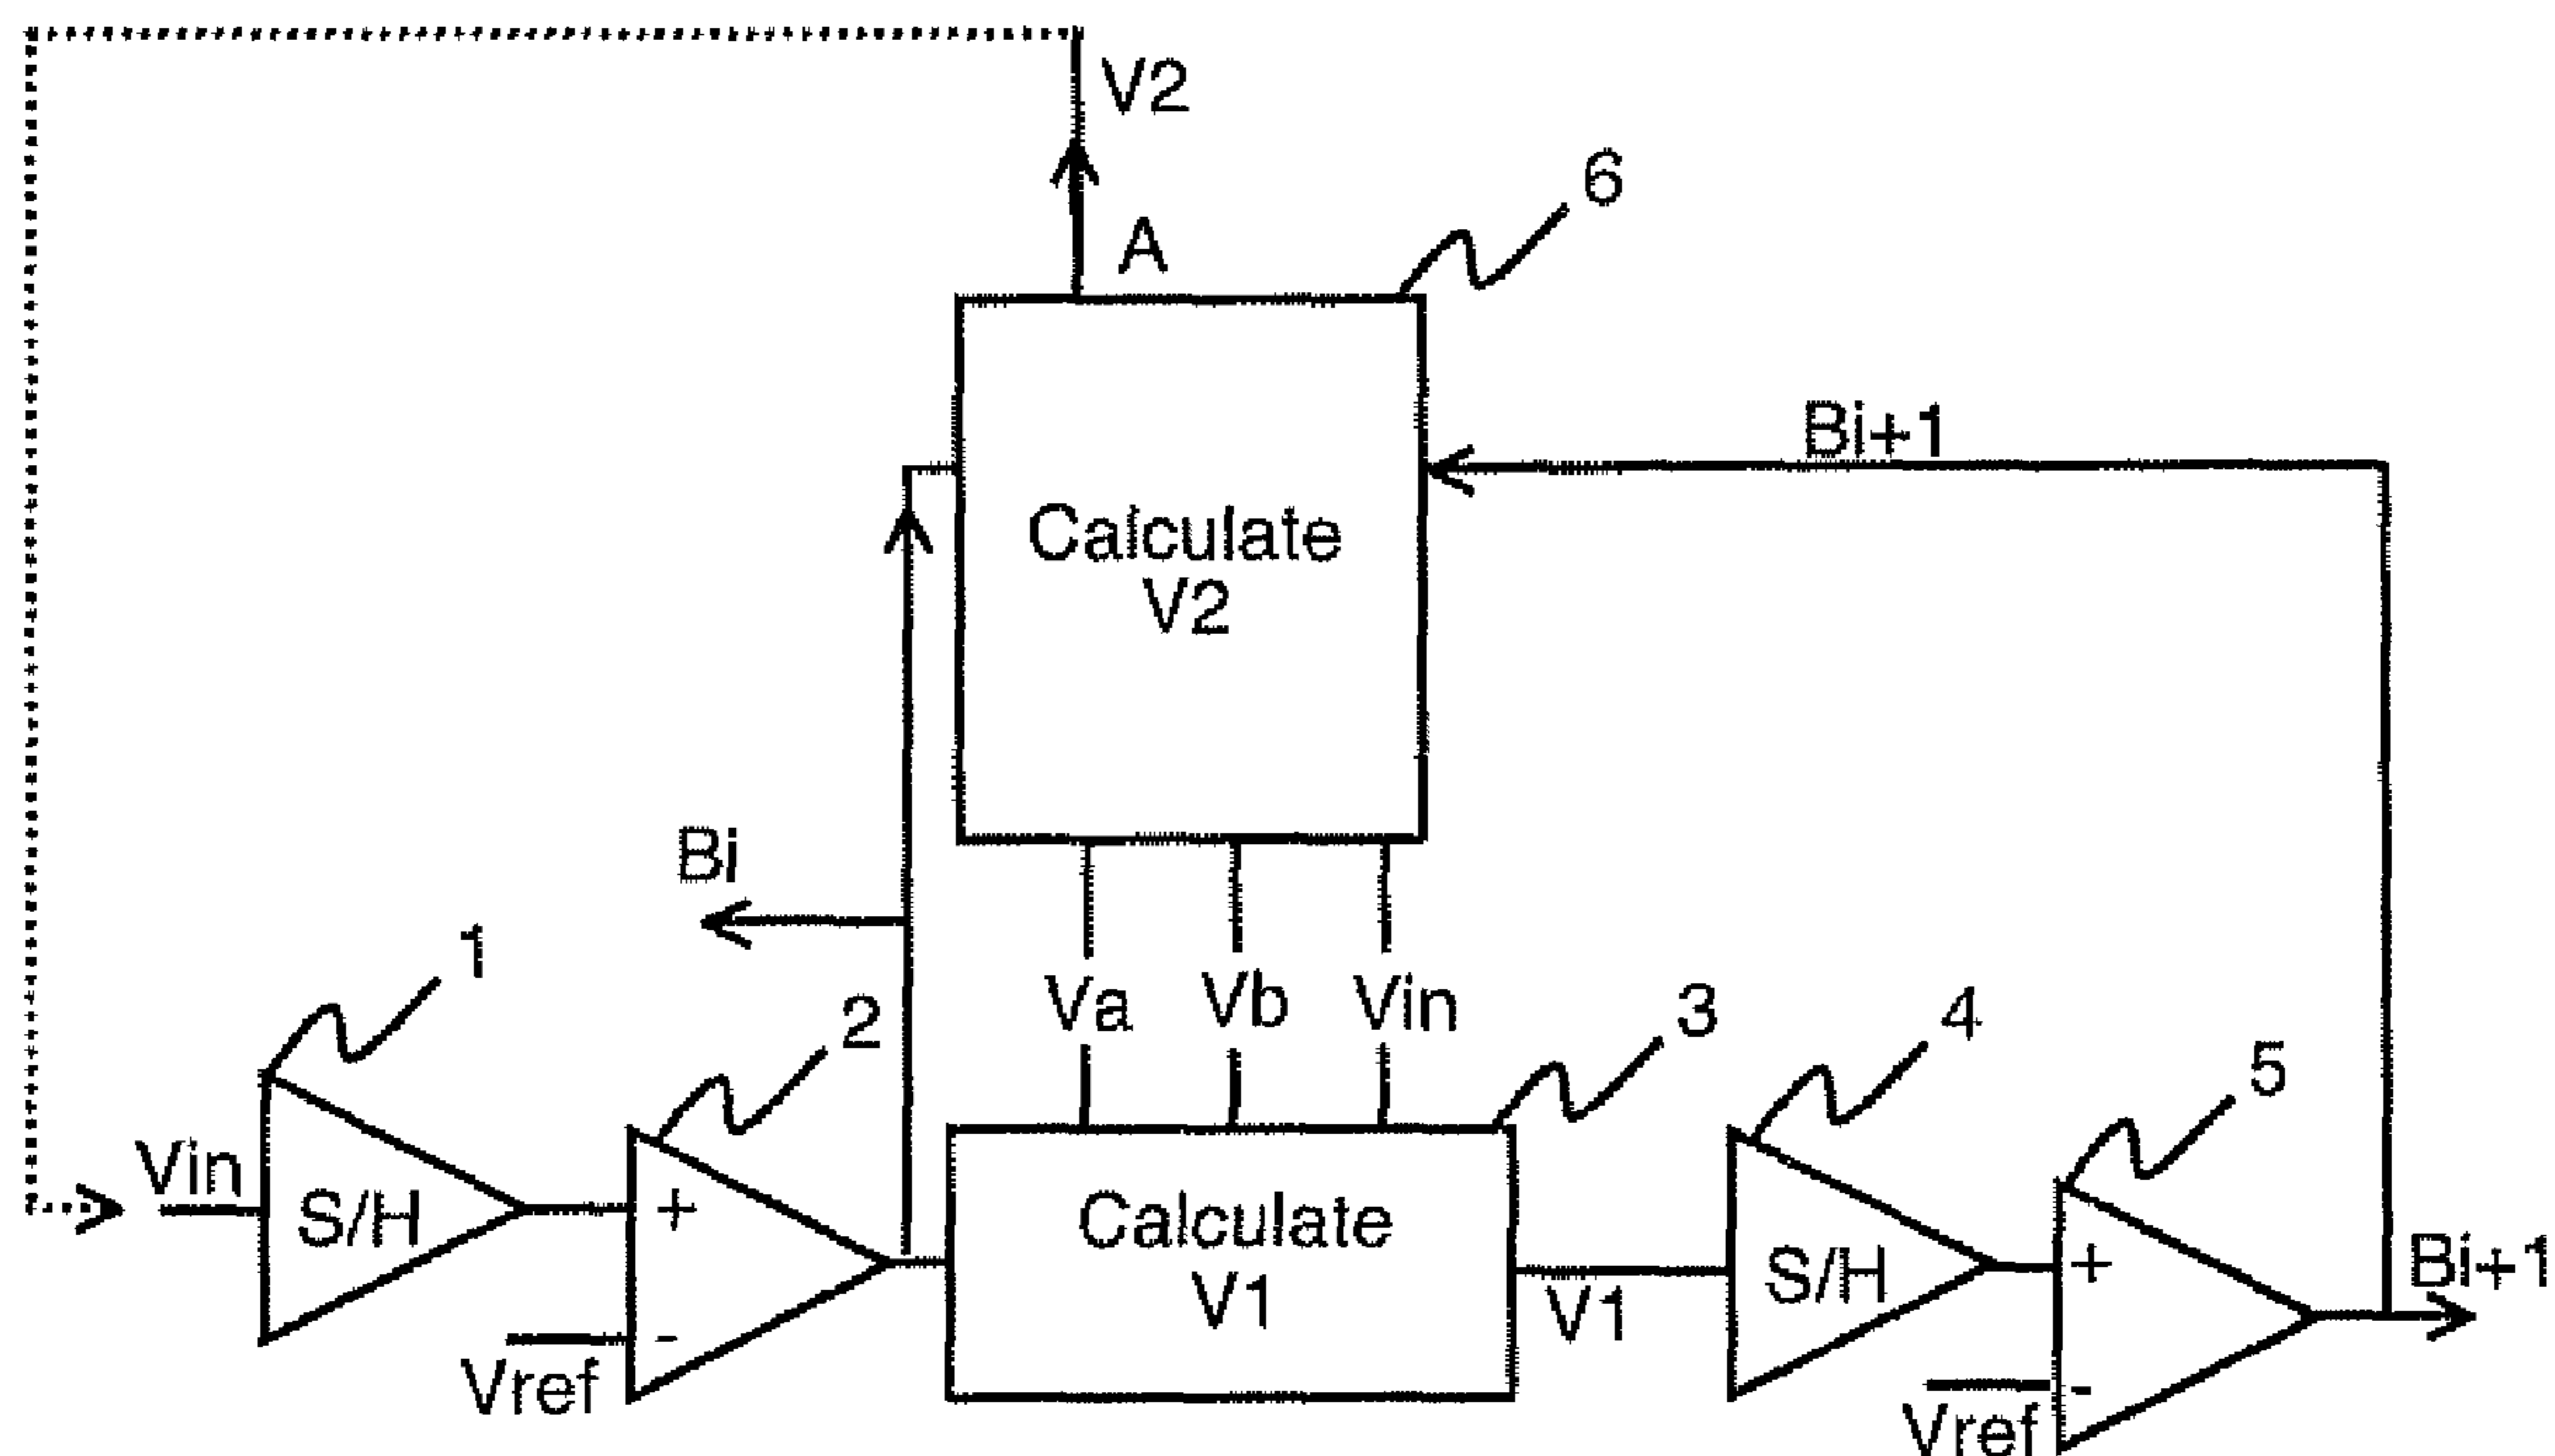 V2
6
A
Bi+1
Calculate
V2
Bi
1
2
Va
Vb
Vin
3
4
5
Vin
S/H
+
-
Vref
Calculate
V1
V1
S/H
+
-
Vref
Bi+1